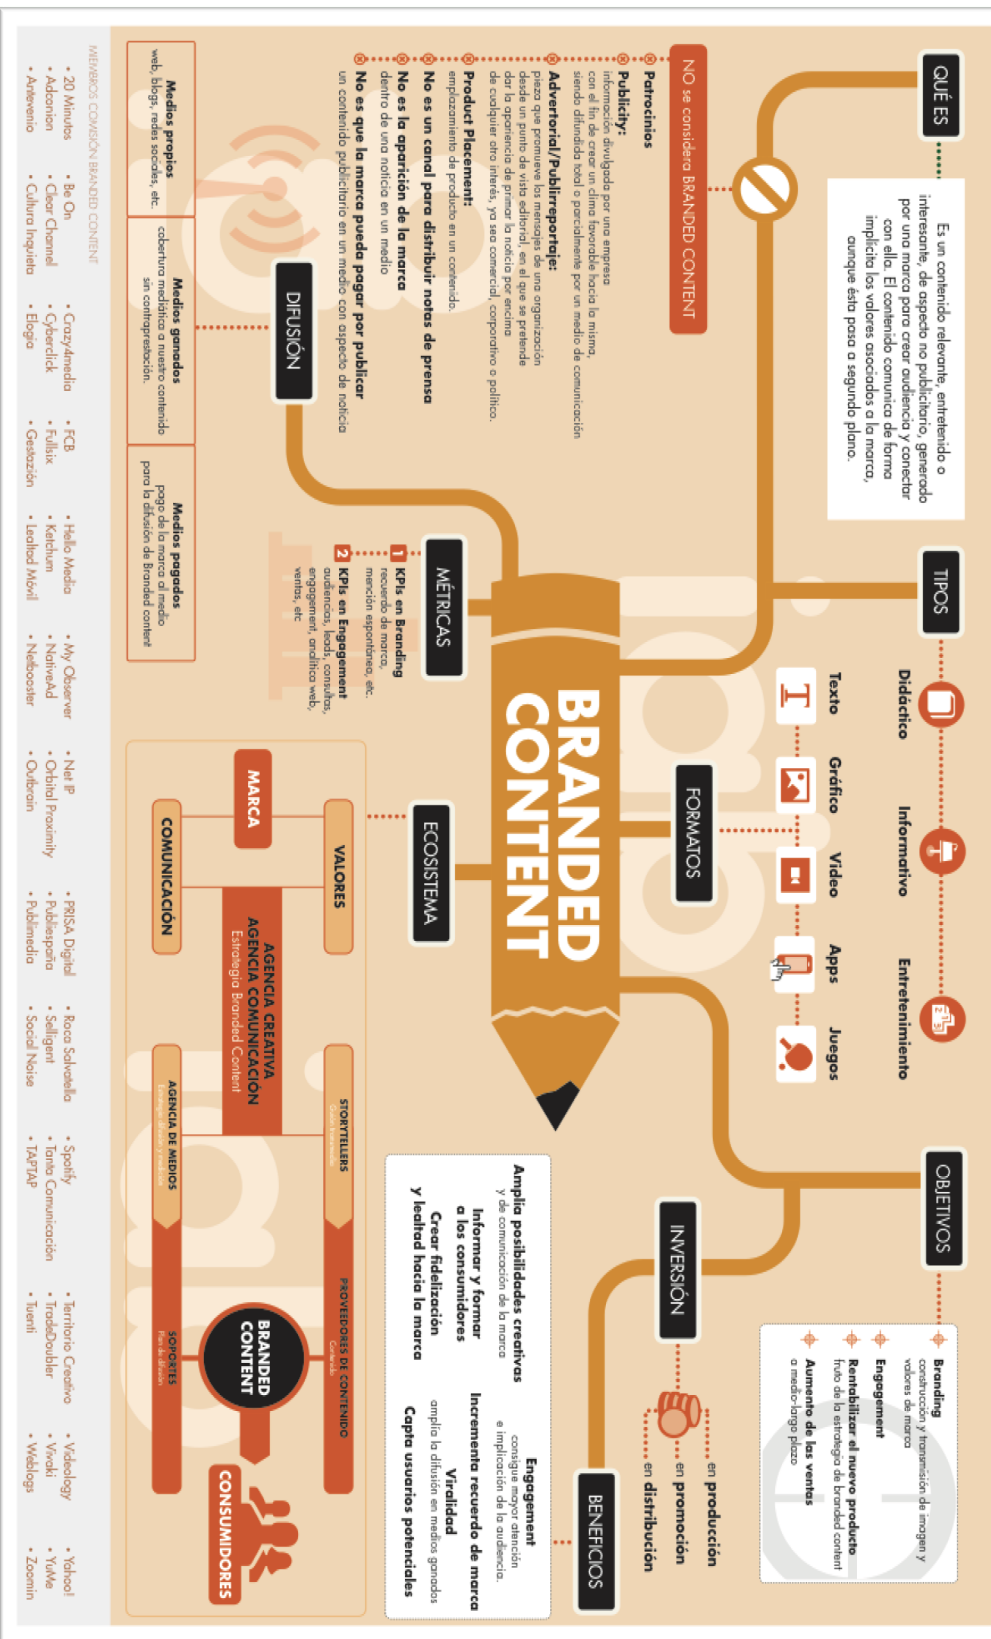 QUÉ ES
Es un contenido relevante, entretenido o
interesante, de aspecto no publicitario, generado
por una marca para crear audiencia y conectar
con ella. El contenido comunica de forma
implícita los valores asociados a la marca,
aunque ésta pasa a segundo plano.
NO se considera BRANDED CONTENT
Patrocinios
Publicity:
información divulgada por una empresa
con el fin de crear un clima favorable hacia la misma,
siendo difundida total o parcialmente por un medio de comunicación
Advertorial/Publirreportaje:
pieza que promueve los mensajes de una organización
desde un punto de vista editorial, en el que se pretende
dar la apariencia de primar la noticia por encima
de cualquier otro interés, ya sea comercial, corporativo o político.
Product Placement:
emplazamiento de producto en un contenido.
No es un canal para distribuir notas de prensa
No es la aparición de la marca
dentro de una noticia en un medio
No es que la marca pueda pagar por publicar
un contenido publicitario en un medio con aspecto de noticia
TIPOS
Didáctico
Informativo
Entretenimiento
FORMATOS
Texto
Gráfico
Video
Apps
Juegos
OBJETIVOS
Branding
construcción y transmisión de imagen y
valores de marca
Engagement
Rentabilizar el nuevo producto
fruto de la estrategia de branded content
Aumento de las ventas
a medio-largo plazo
INVERSIÓN
en producción
en promoción
en distribución
BRANDED
CONTENT
DIFUSIÓN
Medios propios
web, blogs, redes sociales, etc.
Medios ganados
cobertura mediática a nuestro contenido
sin contraprestación.
Medios pagados
pago de la marca al medio
para la difusión de Branded content
MÉTRICAS
1 KPIs en Branding
recuerdo de marca,
mención espontánea, etc.
2 KPIs en Engagement
audiencias, leads, consultas,
engagement, analítica web,
ventas, etc
ECOSISTEMA
MARCA
VALORES
COMUNICACIÓN
AGENCIA CREATIVA
AGENCIA COMUNICACIÓN
Estrategia Branded Content
STORYTELLERS
AGENCIA DE MEDIOS
Estrategia difusión y medición
PROVEEDORES DE CONTENIDO
Contenido
SOPORTES
Plan de difusión
BRANDED
CONTENT
CONSUMIDORES
BENEFICIOS
Amplia posibilidades creativas
y de comunicación de la marca
Informar y formar
a los consumidores
Crear fidelización
y lealtad hacia la marca
Engagement
consigue mayor atención
e implicación de la audiencia.
Incrementa recuerdo de marca
Viralidad
amplía la difusión en medios ganados
Capta usuarios potenciales
MIEMBROS COMISIÓN BRANDED CONTENT
• 20 Minutos
• Adconion
• Antevenio
• Be On
• Clear Channel
• Cultura Inquieta
• Crazy4media
• Cyberclick
• Elogia
• FCB
• Fullsix
• Gestazión
• Hello Media
• Ketchum
• Lealtad Móvil
• My Observer
• NativeAd
• Netbooster
• Net IP
• Orbital Proximity
• Outbrain
• PRISA Digital
• Publiespaña
• Publimedia
• Roca Salvatella
• Selligent
• Social Noise
• Spotify
• Tanta Comunicación
• TAPTAP
• Territorio Creativo
• TradeDoubler
• Tuenti
• Videology
• Vivaki
• Weblogs
• Yahoo!
• YuMe
• Zoomin